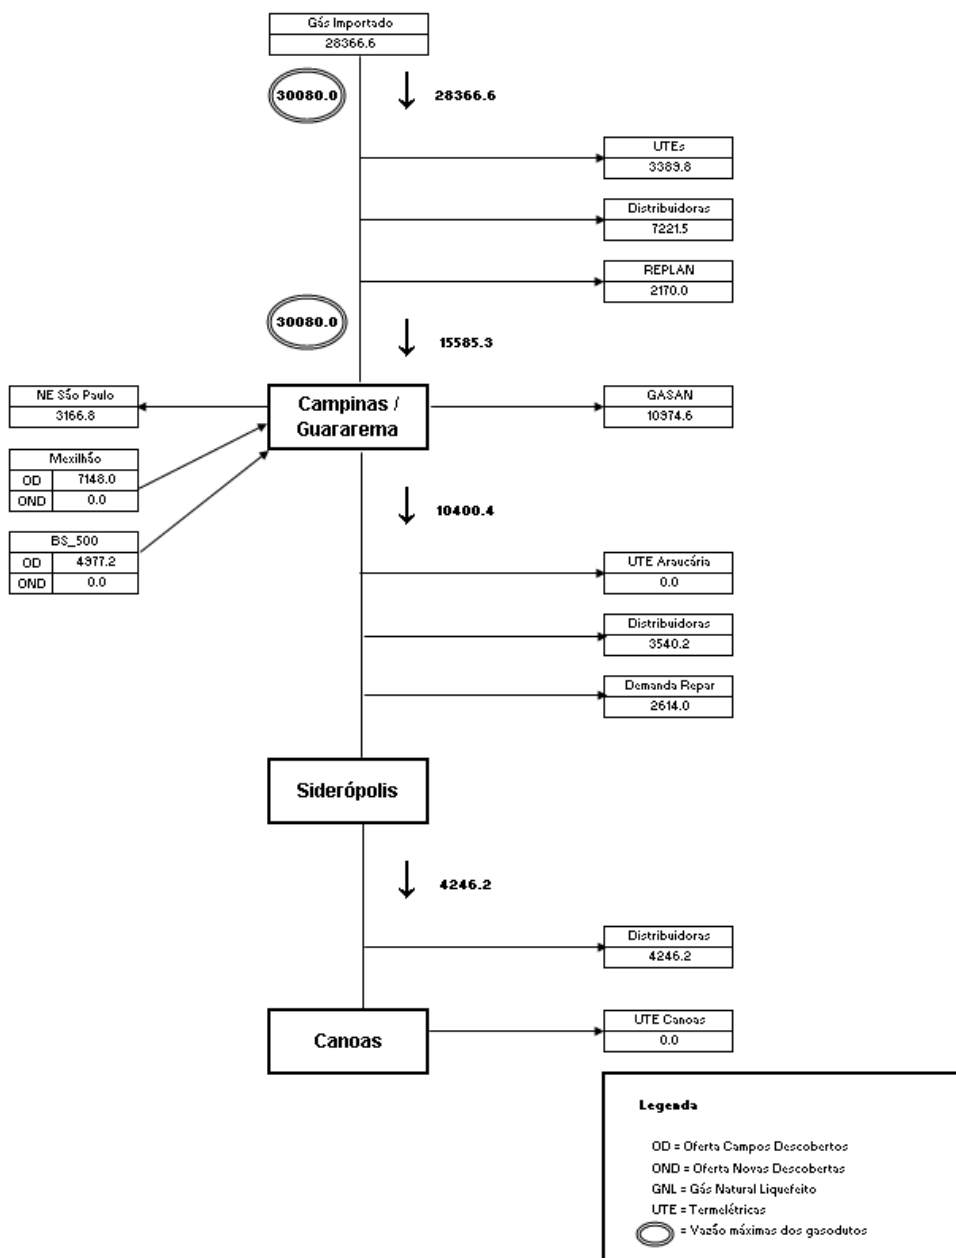 Gás Importado
28366.6
30080.0
28366.6
UTEs
3389.8
Distribuidoras
7221.5
REPLAN
2170.0
30080.0
15585.3
NE São Paulo
3166.8
Campinas /
Guararema
GASAN
10974.6
Mexilhão
OD 7148.0
OND 0.0
10400.4
BS_500
OD 4977.2
OND 0.0
UTE Araucária
0.0
Distribuidoras
3540.2
Demanda Repar
2614.0
Siderópolis
4246.2
Distribuidoras
4246.2
Canoas
UTE Canoas
0.0
Legenda
OD = Oferta Campos Descobertos
OND = Oferta Novas Descobertas
GNL = Gás Natural Liquefeito
UTE = Termelétricas
= Vazão máximas dos gasodutos